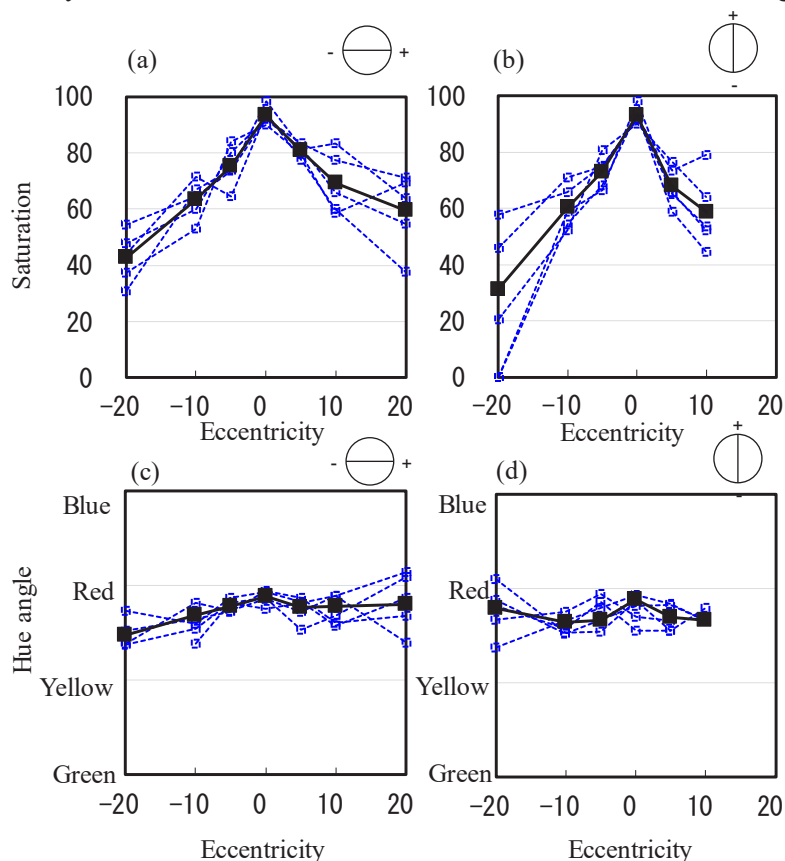 (a)
- +
(b)
+
-
100
80
60
40
20
0
Saturation
-20 -10 0 10 20
Eccentricity
100
80
60
40
20
0
-20 -10 0 10 20
Eccentricity
(c)
- +
(d)
+
-
Blue
Red
Yellow
Green
Hue angle
-20 -10 0 10 20
Eccentricity
Blue
Red
Yellow
Green
-20 -10 0 10 20
Eccentricity